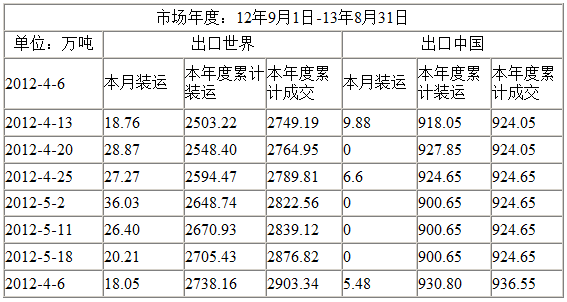 市场年度：12年9月1日-13年8月31日
单位：万吨 出口世界 出口中国
2012-4-6 本月装运 本年度累计装运 本年度累计成交 本月装运 本年度累计装运 本年度累计成交
2012-4-13 18.76 2503.22 2749.19 9.88 918.05 924.05
2012-4-20 28.87 2548.40 2764.95 0 927.85 924.05
2012-4-25 27.27 2594.47 2789.81 6.6 924.65 924.65
2012-5-2 36.03 2648.74 2822.56 0 900.65 924.65
2012-5-11 26.40 2670.93 2839.12 0 900.65 924.65
2012-5-18 20.21 2705.43 2876.82 0 900.65 924.65
2012-4-6 18.05 2738.16 2903.34 5.48 930.80 936.55